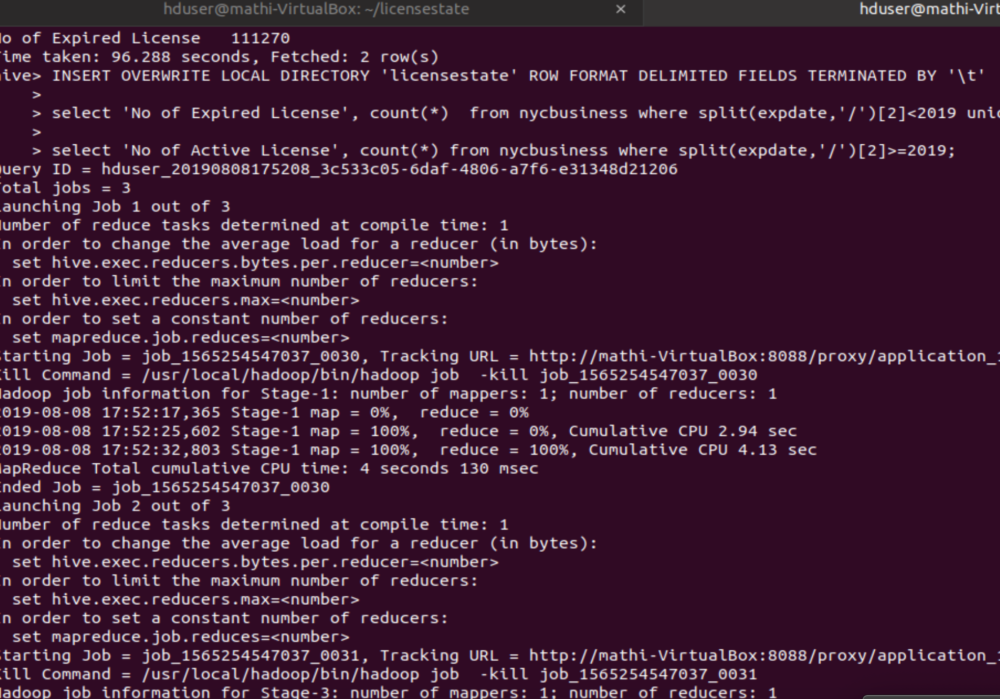 hduser@mathi-VirtualBox: ~/licensestate × hduser@mathi-Virt
o of Expired License 111270
ime taken: 96.288 seconds, Fetched: 2 row(s)
ive> INSERT OVERWRITE LOCAL DIRECTORY 'licensestate' ROW FORMAT DELIMITED FIELDS TERMINATED BY '\t'
>
> select 'No of Expired License', count(*) from nycbusiness where split(expdate,'/')[2]<2019 unio
>
> select 'No of Active License', count(*) from nycbusiness where split(expdate,'/')[2]>=2019;
uery ID = hduser_20190808175208_3c533c05-6daf-4806-a7f6-e31348d21206
otal jobs = 3
aunching Job 1 out of 3
umber of reduce tasks determined at compile time: 1
n order to change the average load for a reducer (in bytes):
set hive.exec.reducers.bytes.per.reducer=<number>
n order to limit the maximum number of reducers:
set hive.exec.reducers.max=<number>
n order to set a constant number of reducers:
set mapreduce.job.reduces=<number>
tarting Job = job_1565254547037_0030, Tracking URL = http://mathi-VirtualBox:8088/proxy/application_1
ill Command = /usr/local/hadoop/bin/hadoop job -kill job_1565254547037_0030
adoop job information for Stage-1: number of mappers: 1; number of reducers: 1
2019-08-08 17:52:17,365 Stage-1 map = 0%, reduce = 0%
2019-08-08 17:52:25,602 Stage-1 map = 100%, reduce = 0%, Cumulative CPU 2.94 sec
2019-08-08 17:52:32,803 Stage-1 map = 100%, reduce = 100%, Cumulative CPU 4.13 sec
apReduce Total cumulative CPU time: 4 seconds 130 msec
nded Job = job_1565254547037_0030
aunching Job 2 out of 3
umber of reduce tasks determined at compile time: 1
n order to change the average load for a reducer (in bytes):
set hive.exec.reducers.bytes.per.reducer=<number>
n order to limit the maximum number of reducers:
set hive.exec.reducers.max=<number>
n order to set a constant number of reducers:
set mapreduce.job.reduces=<number>
tarting Job = job_1565254547037_0031, Tracking URL = http://mathi-VirtualBox:8088/proxy/application_1
ill Command = /usr/local/hadoop/bin/hadoop job -kill job_1565254547037_0031
adoop job information for Stage-3: number of mappers: 1; number of reducers: 1